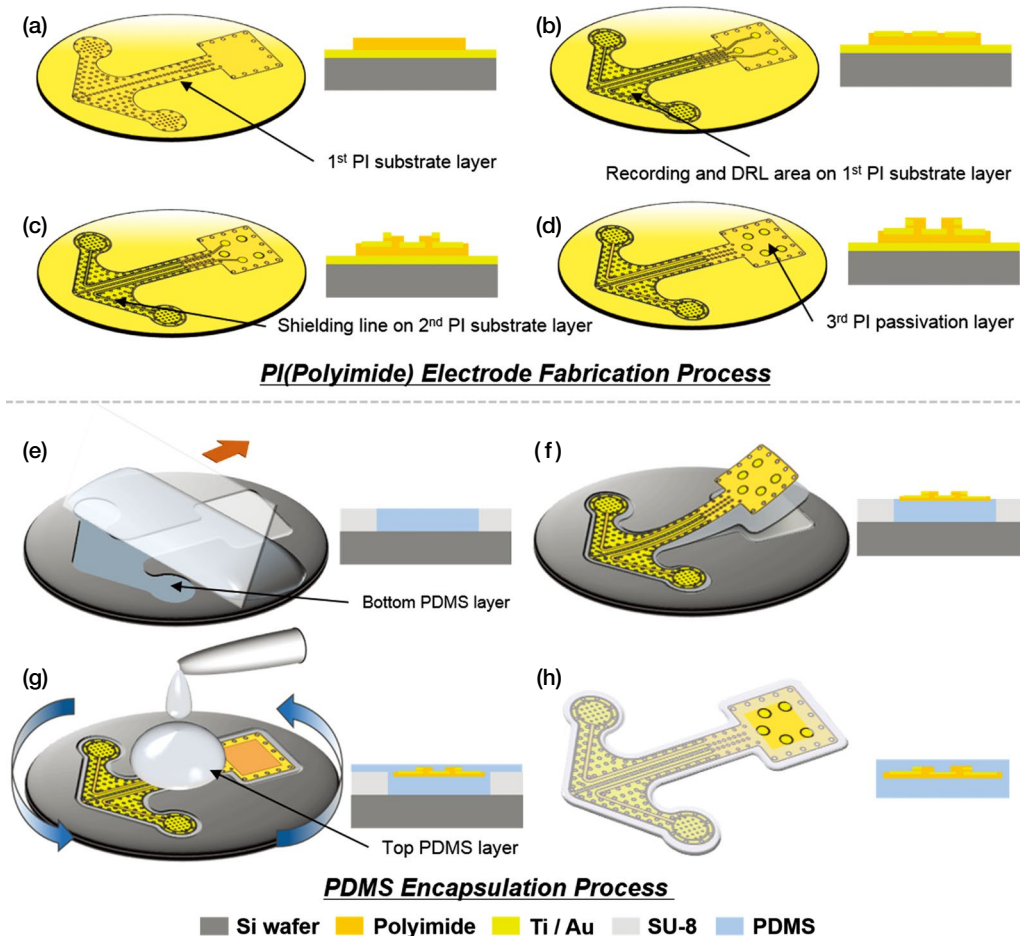 (a)
(b)
1st PI substrate layer
Recording and DRL area on 1st PI substrate layer
(c)
(d)
Shielding line on 2nd PI substrate layer
3rd PI passivation layer
PI(Polyimide) Electrode Fabrication Process
(e)
(f)
Bottom PDMS layer
(g)
(h)
Top PDMS layer
PDMS Encapsulation Process
Si wafer Polyimide Ti / Au SU-8 PDMS